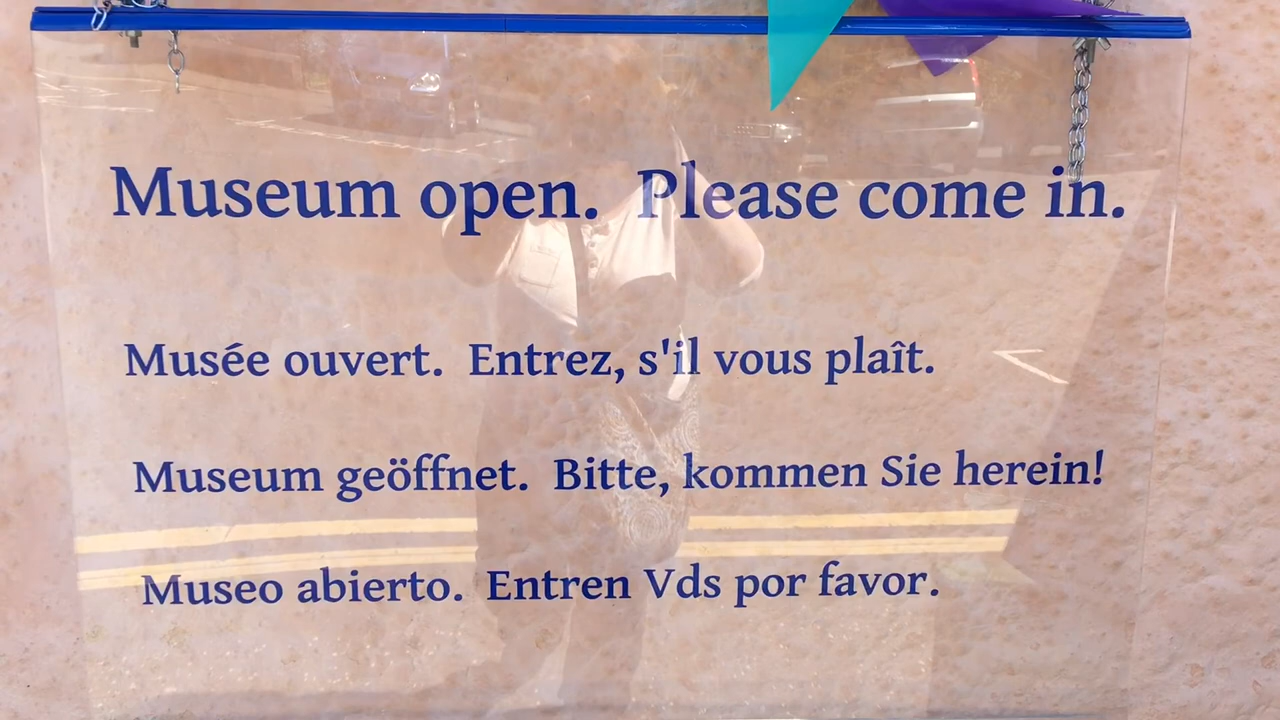 Museum open. Please come in.
Musée ouvert. Entrez, s'il vous plaît.
Museum geöffnet. Bitte, kommen Sie herein!
Museo abierto. Entren Vds por favor.